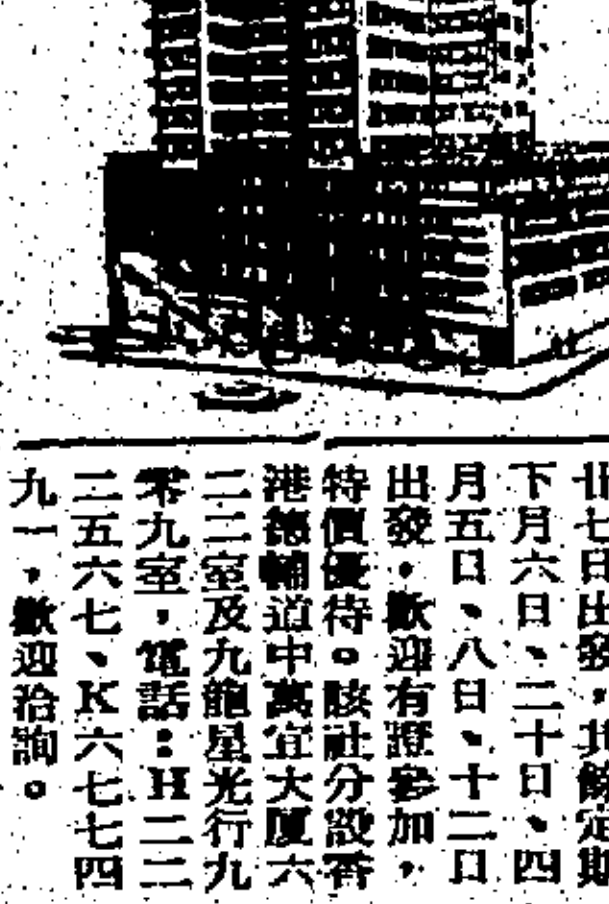 廿七日出發,其餘定期
下月六日、二十日、四
月五日、八日、十二日
出發,歡迎有證參加,
特價優待。該社分設香
港德輔道中萬宜大厦六
二二室及九龍星光行九
零九室,電話:H二二
二五六七、K六七七四
九一,歡迎洽詢。